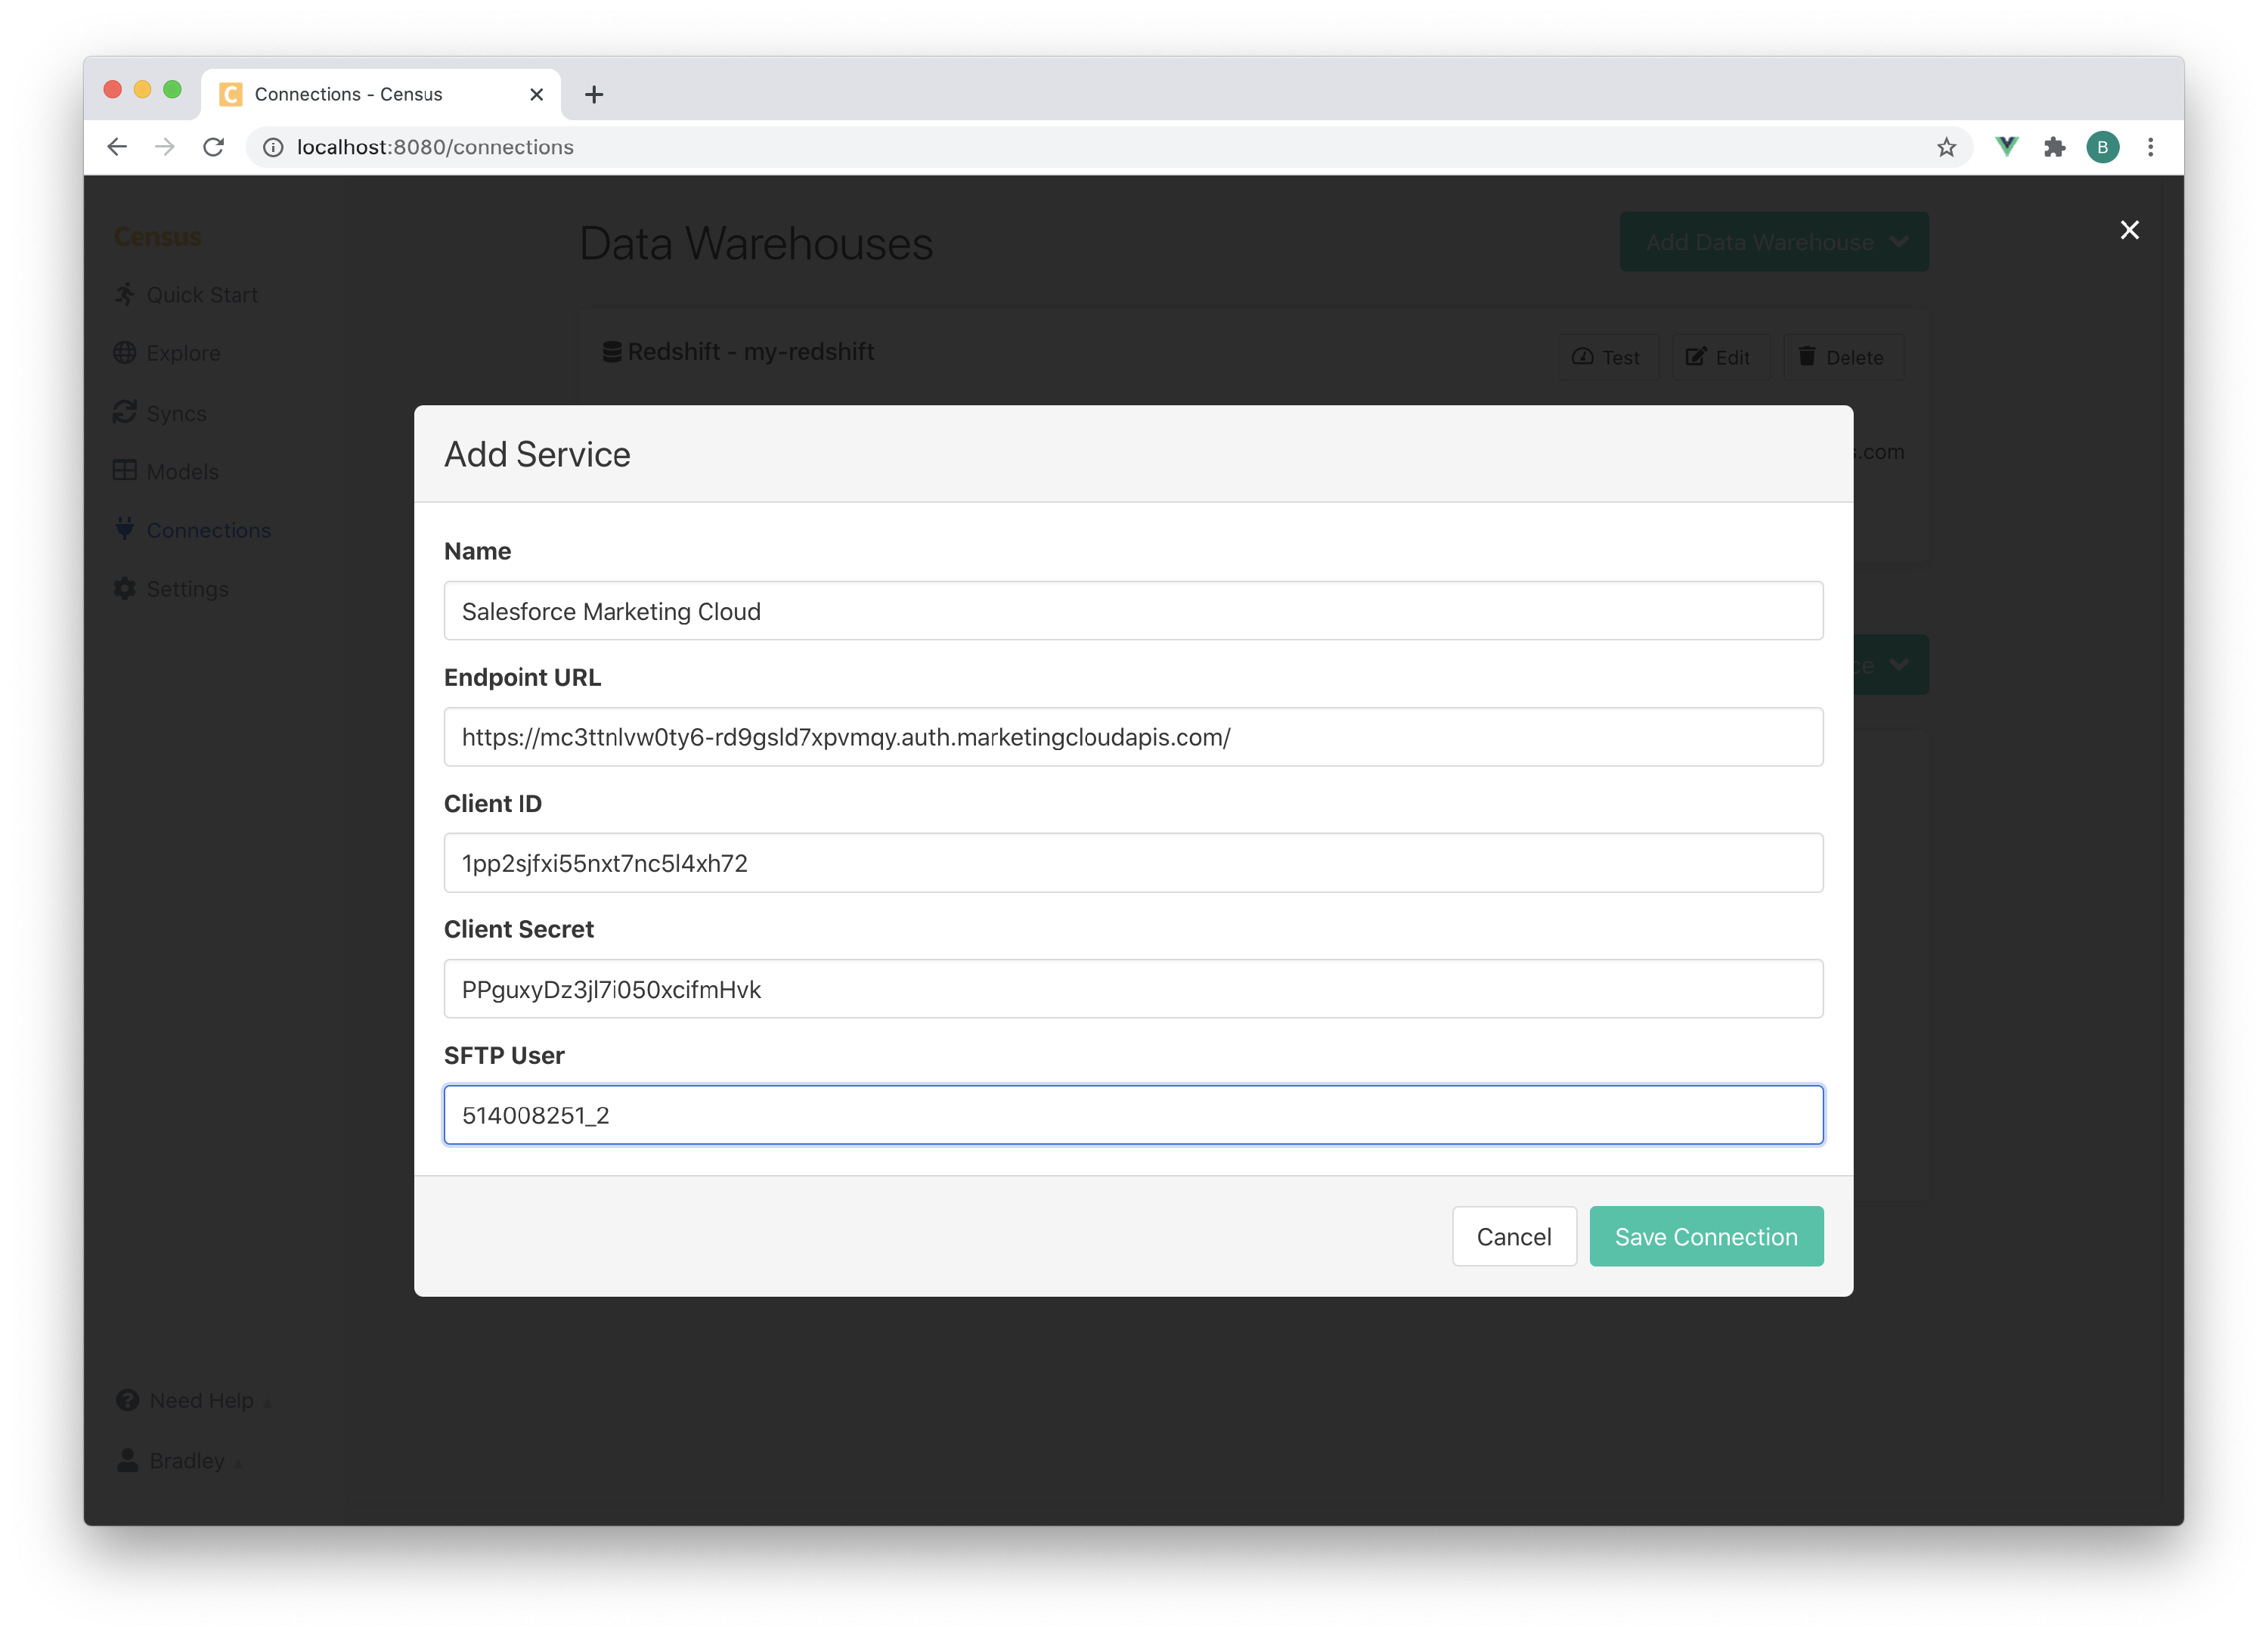 Connections - Census
localhost:8080/connections
B
Census
Data Warehouses
Add Data Warehouse
Quick Start
Explore
Redshift - my-redshift
Test
Edit
Delete
Syncs
Models
Connections
Settings
s.com
ce
Add Service
Name
Salesforce Marketing Cloud
Endpoint URL
https://mc3ttnlvw0ty6-rd9gsld7xpvmqy.auth.marketingcloudapis.com/
Client ID
1pp2sjfxi55nxt7nc5l4xh72
Client Secret
PPguxyDz3jl7i050xcifmHvk
SFTP User
514008251_2
Cancel
Save Connection
Need Help
Bradley